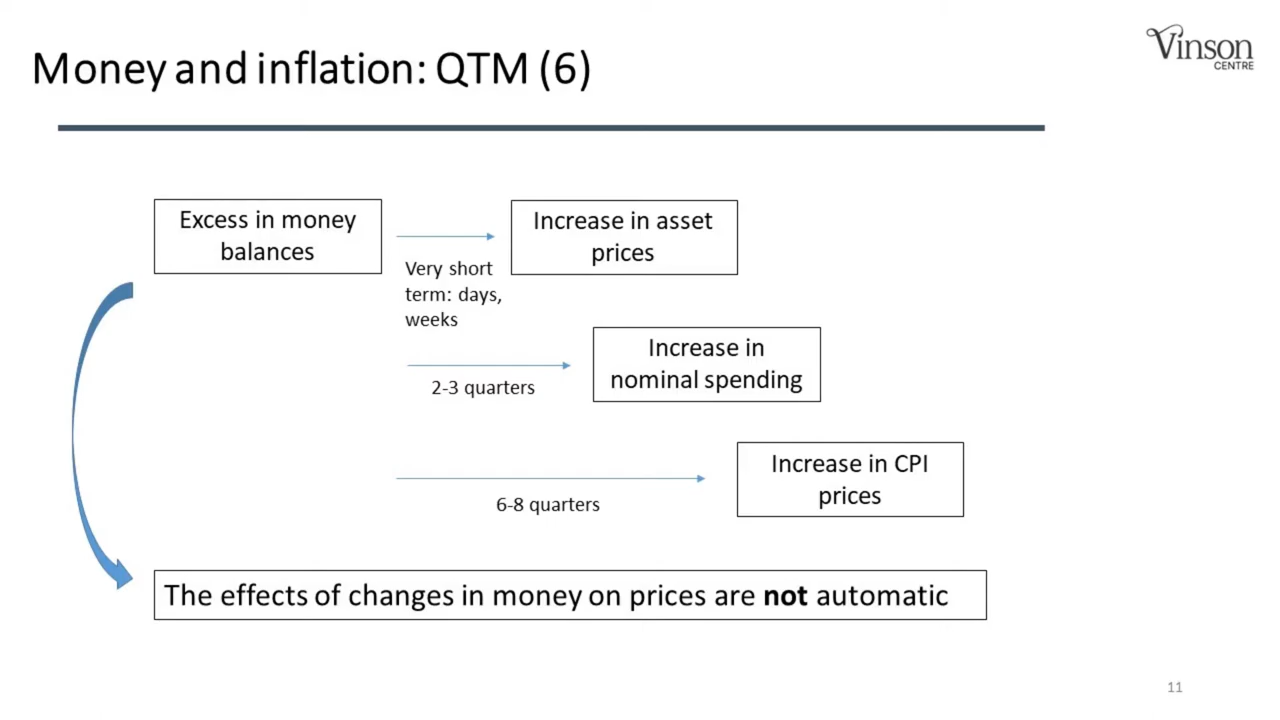 Money and inflation: QTM (6)
Vinson
CENTRE
Excess in money
balances
Increase in asset
prices
Very short
term: days,
weeks
Increase in
nominal spending
2-3 quarters
Increase in CPI
prices
6-8 quarters
The effects of changes in money on prices are not automatic
11